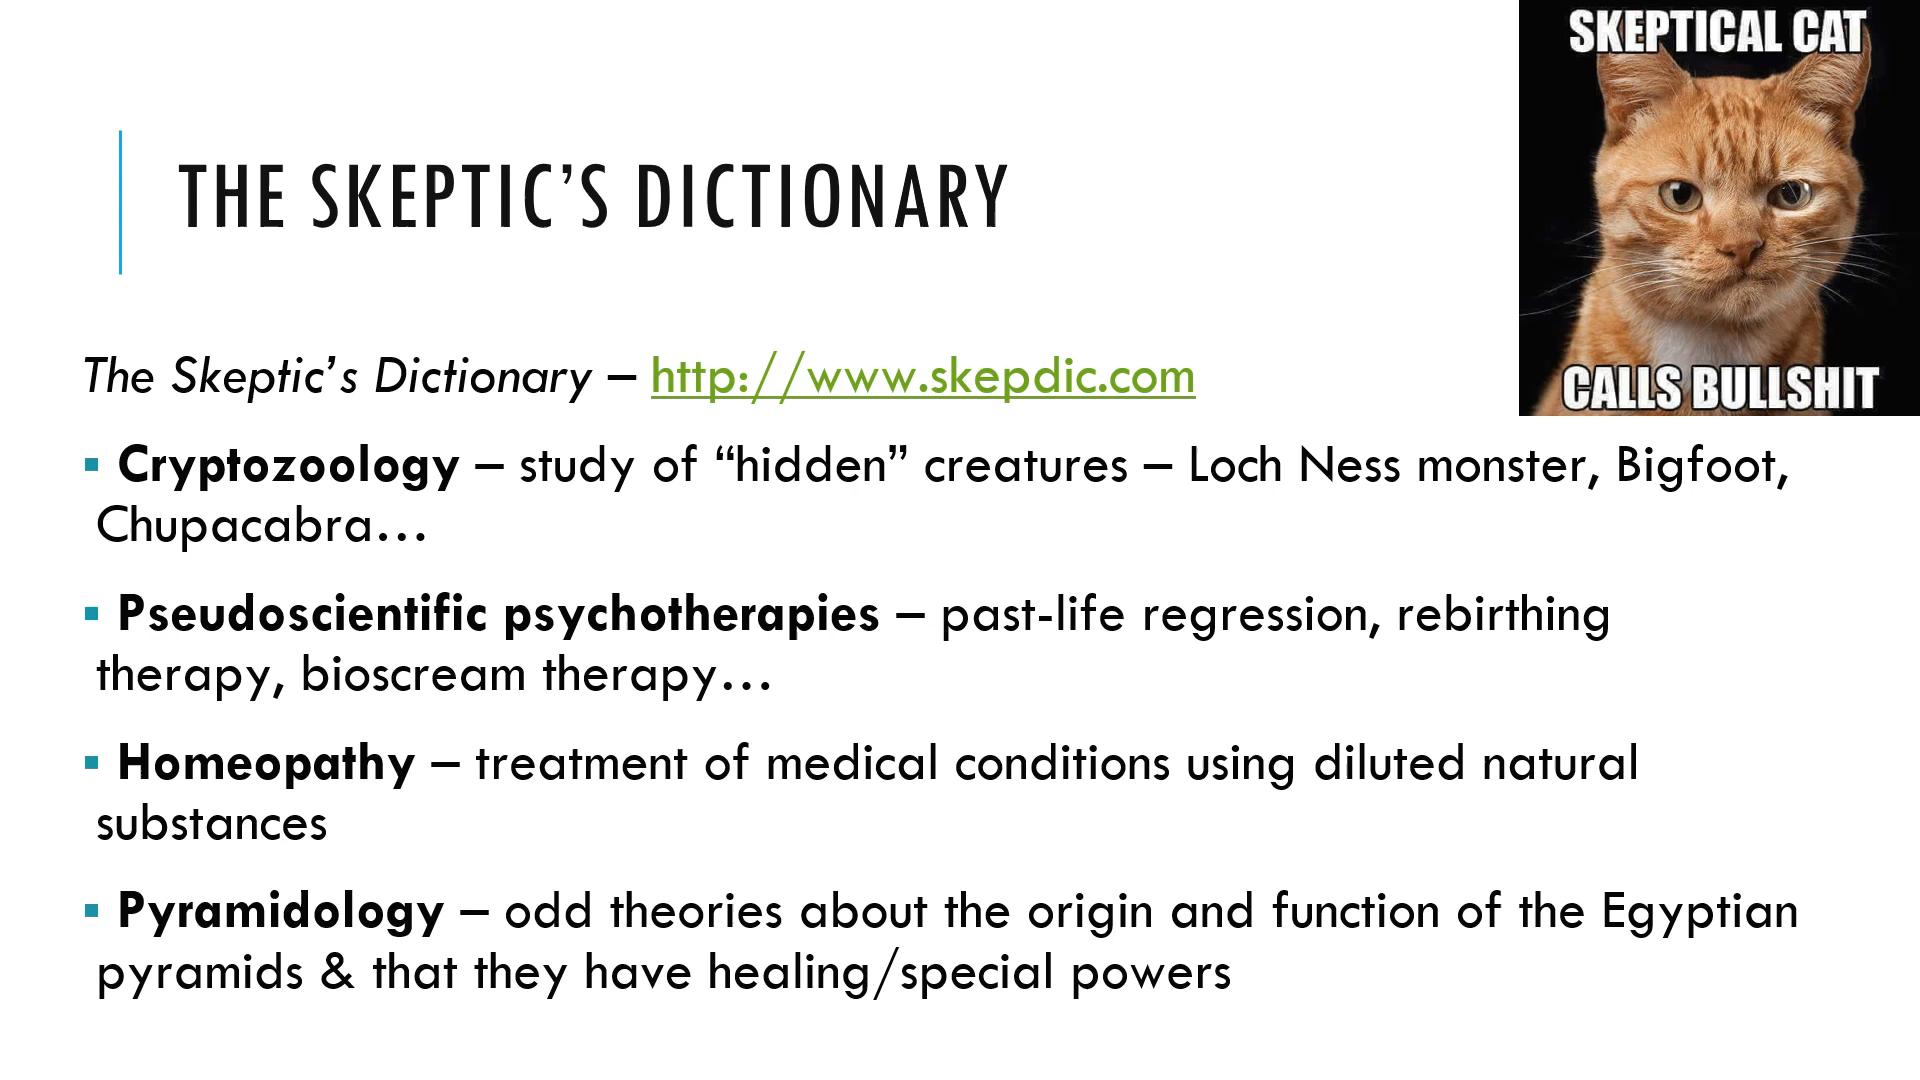 SKEPTICAL CAT
CALLS BULLSHIT
THE SKEPTIC’S DICTIONARY
The Skeptic’s Dictionary – http://www.skepdic.com
▪ Cryptozoology – study of “hidden” creatures – Loch Ness monster, Bigfoot,
Chupacabra…
▪ Pseudoscientific psychotherapies – past-life regression, rebirthing
therapy, bioscream therapy…
▪ Homeopathy – treatment of medical conditions using diluted natural
substances
▪ Pyramidology – odd theories about the origin and function of the Egyptian
pyramids & that they have healing/special powers